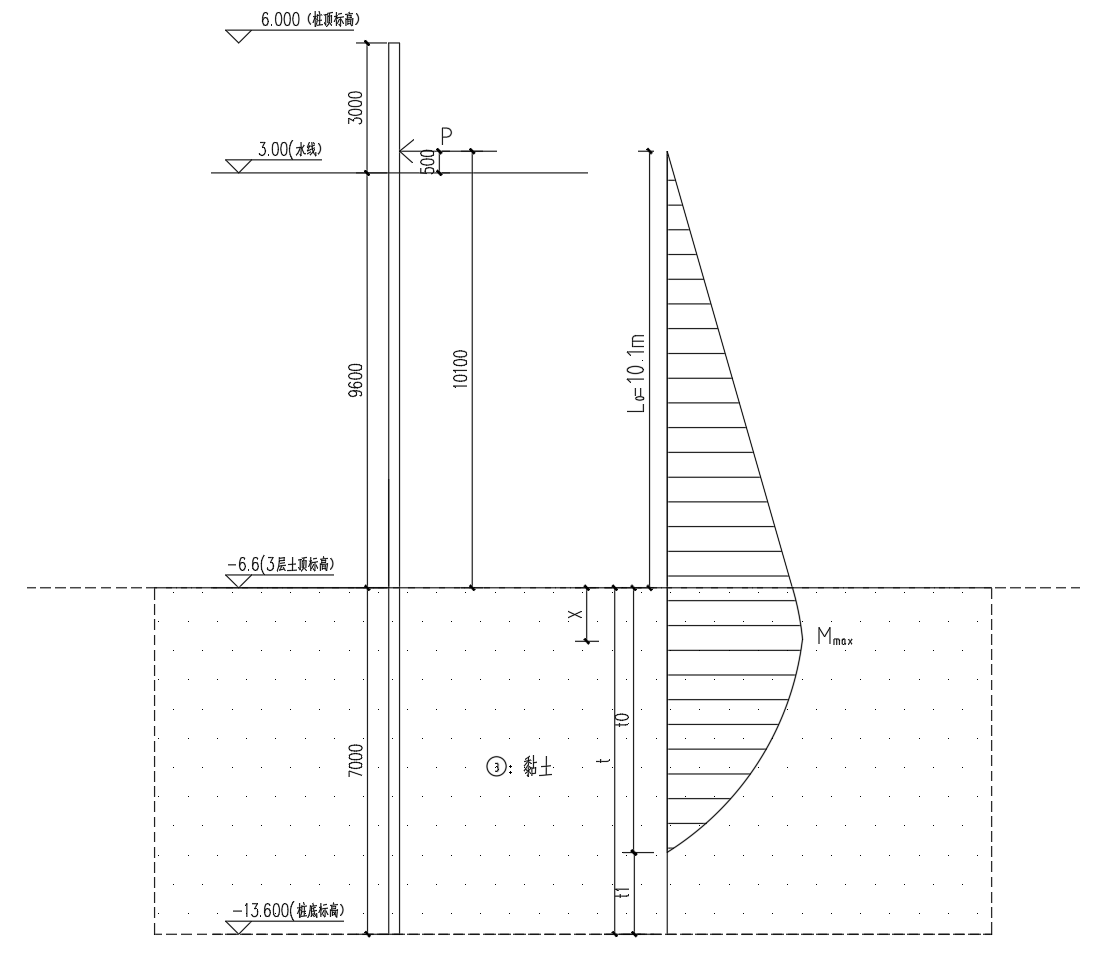 6.000（桩顶标高）
3000
P
3.00(水线)
500
9600
10100
L₀=10.1m
-6.6(3层土顶标高)
X
Mmax
t0
7000
③：黏土
t
t1
-13.600(桩底标高)